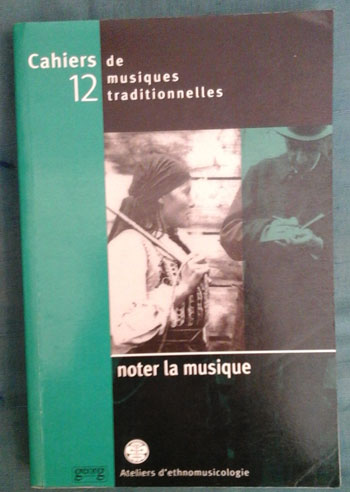 Cahiers de
12 musiques
traditionnelles
noter la musique
georg
Ateliers d'ethnomusicologie